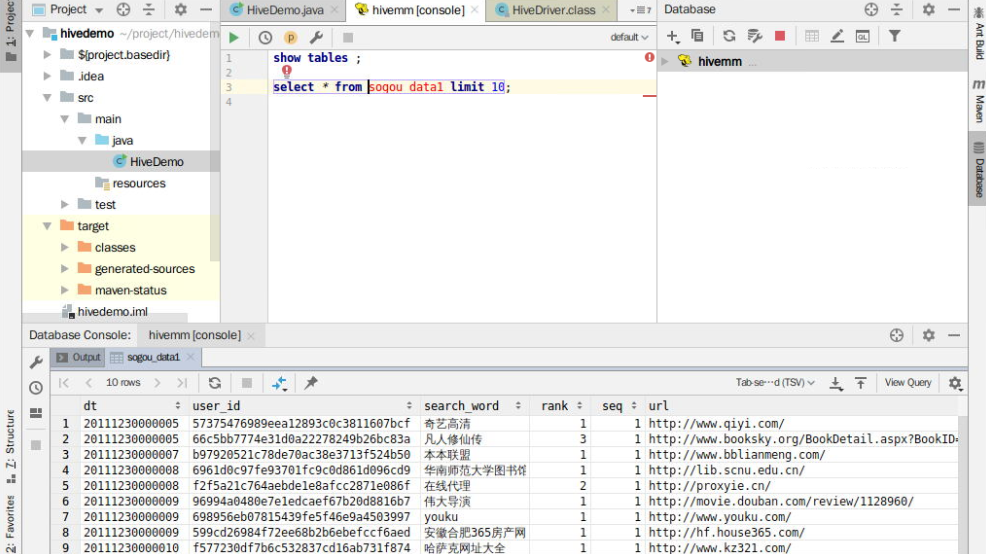 1: Projec
Project
HiveDemo.java
hivemm [console]
HiveDriver.class
7
Database
hivedemo ~/project/hivedem
${project.basedir}
.idea
src
main
java
HiveDemo
resources
test
target
classes
generated-sources
maven-status
hivedemo.iml
default
1 show tables ;
2
3 select * from sogou_data1 limit 10;
4
hivemm ...
Ant Build
m
Maven
Database
Database Console: hivemm [console]
Output sogou_data1
10 rows Tab-se⋯d (TSV) View Query
dt user_id search_word rank seq url
1 20111230000005 57375476989eea12893c0c3811607bcf 奇艺高清 1 1 http://www.qiyi.com/
2 20111230000005 66c5bb7774e31d0a22278249b26bc83a 凡人修仙传 3 1 http://www.booksky.org/BookDetail.aspx?BookID=
3 20111230000007 b97920521c78de70ac38e3713f524b50 本本联盟 1 1 http://www.bblianmeng.com/
4 20111230000008 6961d0c97fe93701fc9c0d861d096cd9 华南师范大学图书馆 1 1 http://lib.scnu.edu.cn/
5 20111230000008 f2f5a21c764aebde1e8afcc2871e086f 在线代理 2 1 http://proxyie.cn/
6 20111230000009 96994a0480e7e1edcaef67b20d8816b7 伟大导演 1 1 http://movie.douban.com/review/1128960/
7 20111230000009 698956eb07815439fe5f46e9a4503997 youku 1 1 http://www.youku.com/
8 20111230000009 599cd26984f72ee68b2b6ebefccf6aed 安徽合肥365房产网 1 1 http://hf.house365.com/
9 20111230000010 f577230df7b6c532837cd16ab731f874 哈萨克网址大全 1 1 http://www.kz321.com/
Z: Structure
2: Favorites